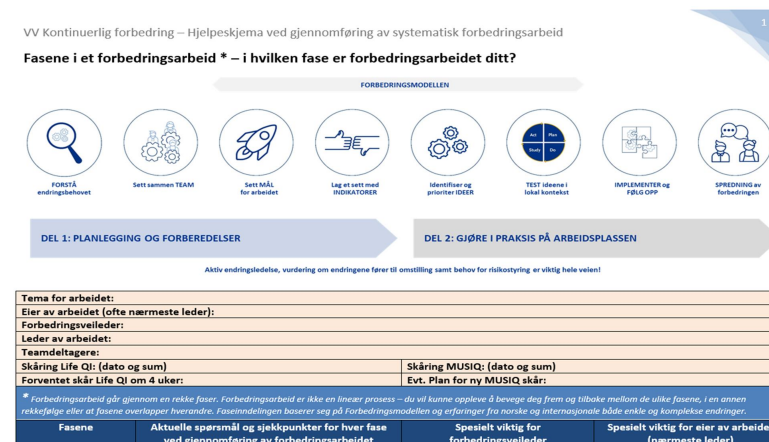 1
VV Kontinuerlig forbedring – Hjelpeskjema ved gjennomføring av systematisk forbedringsarbeid
Fasene i et forbedringsarbeid * – i hvilken fase er forbedringsarbeidet ditt?
FORBEDRINGSMODELLEN
Act Plan
Study Do
FORSTÅ
endringsbehovet
Sett sammen TEAM
Sett MÅL
for arbeidet
Lag et sett med
INDIKATORER
Identifiser og
prioriter IDEER
TEST ideene i
lokal kontekst
IMPLEMENTER og
FØLG OPP
SPREDNING av
forbedringen
DEL 1: PLANLEGGING OG FORBEREDELSER
DEL 2: GJØRE I PRAKSIS PÅ ARBEIDSPLASSEN
Aktiv endringsledelse, vurdering om endringene fører til omstilling samt behov for risikostyring er viktig hele veien!
Tema for arbeidet:
Eier av arbeidet (ofte nærmeste leder):
Forbedringsveileder:
Leder av arbeidet:
Teamdeltagere:
Skåring Life QI: (dato og sum) Skåring MUSIQ: (dato og sum)
Forventet skår Life QI om 4 uker: Evt. Plan for ny MUSIQ skår:
* Forbedringsarbeid går gjennom en rekke faser. Forbedringsarbeid er ikke en lineær prosess – du vil kunne oppleve å bevege deg frem og tilbake mellom de ulike fasene, i en annen
rekkefølge eller at fasene overlapper hverandre. Faseinndelingen baserer seg på Forbedringsmodellen og erfaringer fra norske og internasjonale både enkle og komplekse endringer.
Fasene Aktuelle spørsmål og sjekkpunkter for hver fase Spesielt viktig for Spesielt viktig for eier av arbeide
ved gjennomføring av forbedringsarbeidet forbedringsveileder (nærmeste leder)